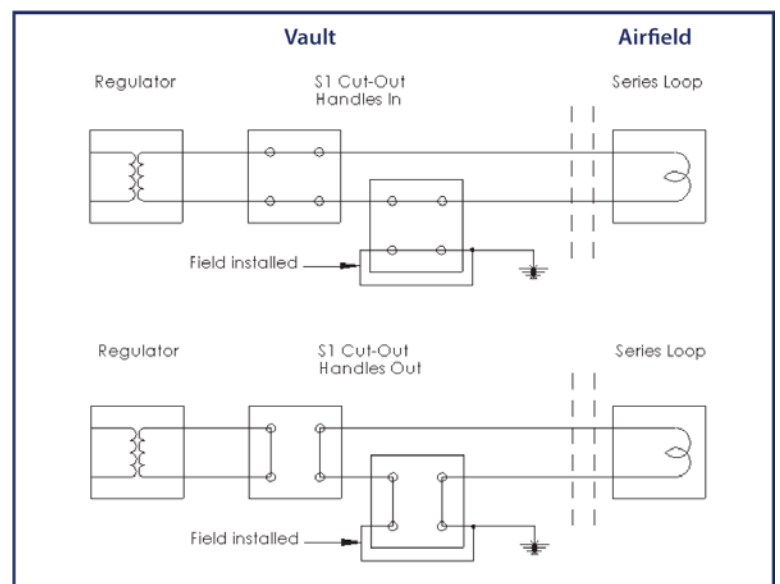 Vault
Airfield
Regulator
S1 Cut-Out
Handles In
Series Loop
Field installed
Regulator
S1 Cut-Out
Handles Out
Series Loop
Field installed